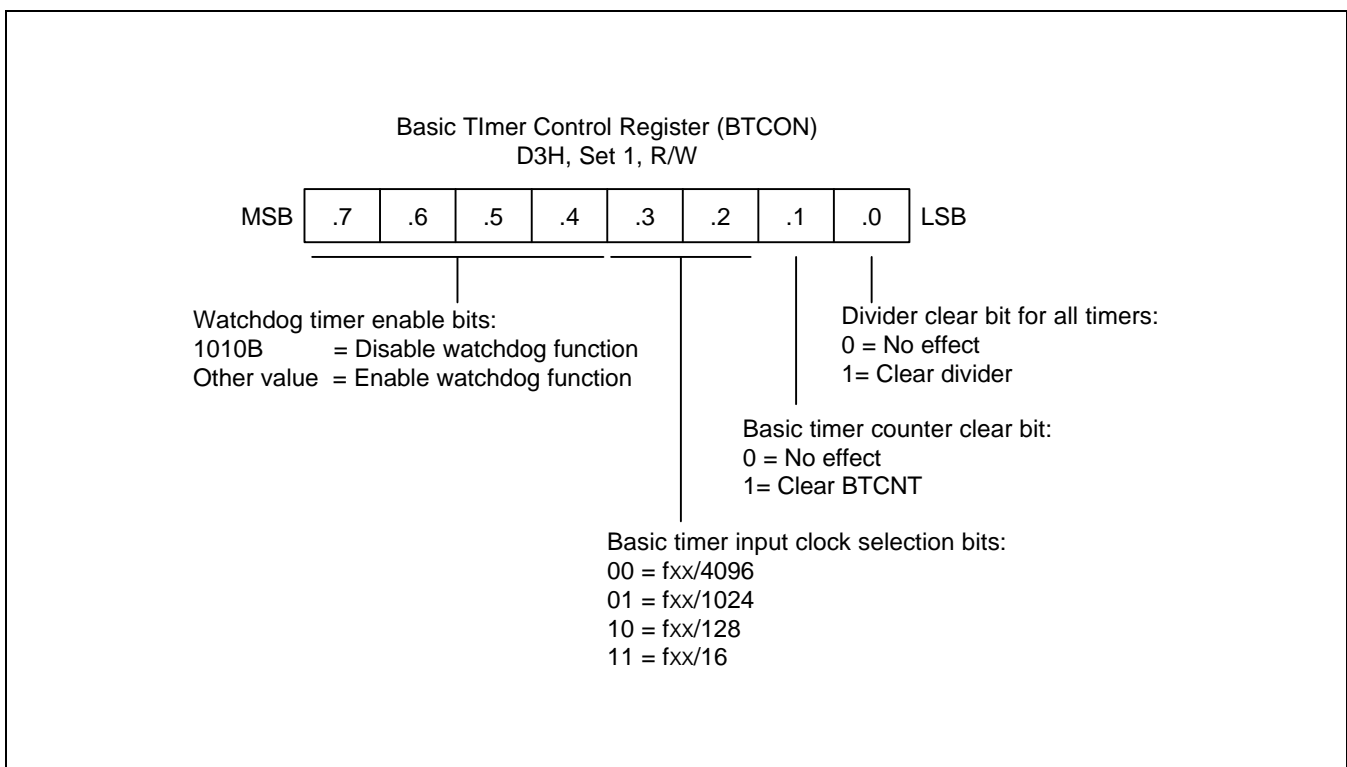 Basic TImer Control Register (BTCON)
D3H, Set 1, R/W
MSB .7 .6 .5 .4 .3 .2 .1 .0 LSB
Watchdog timer enable bits:
1010B = Disable watchdog function
Other value = Enable watchdog function
Divider clear bit for all timers:
0 = No effect
1= Clear divider
Basic timer counter clear bit:
0 = No effect
1= Clear BTCNT
Basic timer input clock selection bits:
00 = fxx/4096
01 = fxx/1024
10 = fxx/128
11 = fxx/16